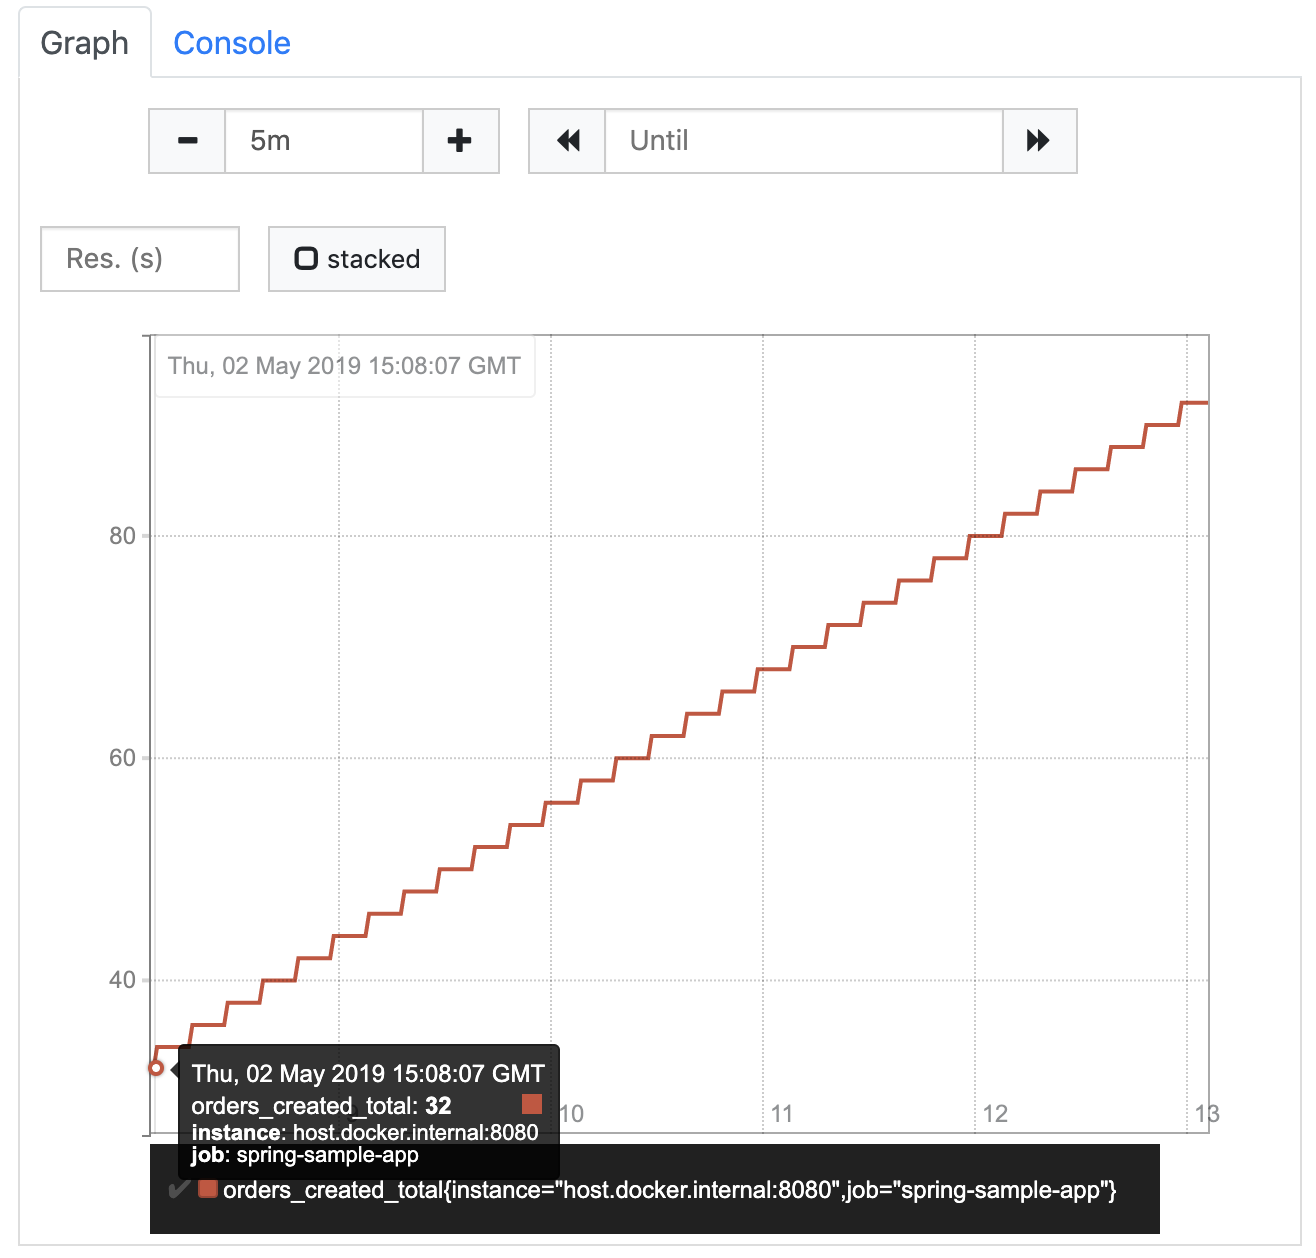 Graph Console
5m Until
Res. (s) stacked
Thu, 02 May 2019 15:08:07 GMT
80
60
40
Thu, 02 May 2019 15:08:07 GMT
orders_created_total: 32
instance: host.docker.internal:8080
job: spring-sample-app
10 11 12 13
orders_created_total{instance="host.docker.internal:8080",job="spring-sample-app"}